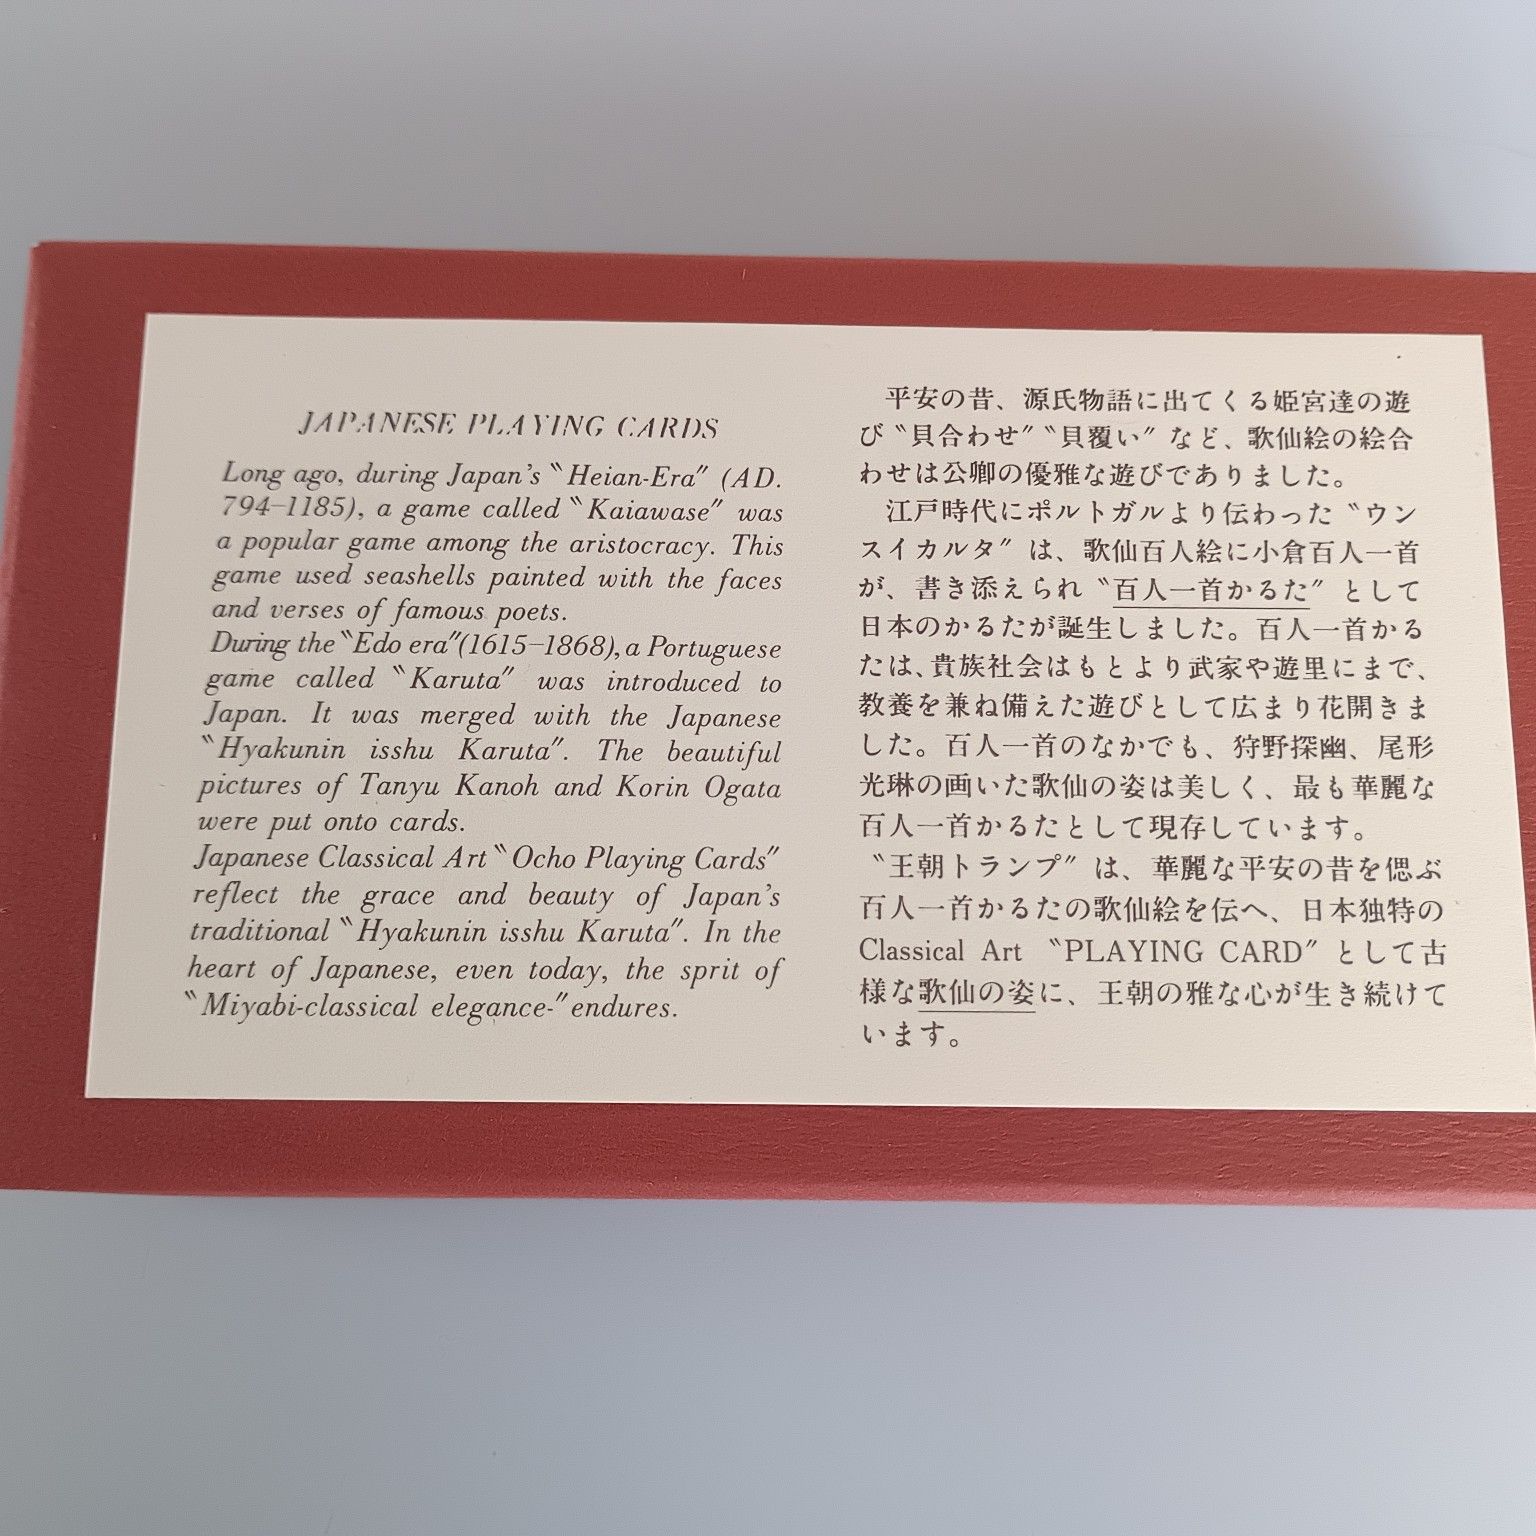 JAPANESE PLAYING CARDS
Long ago, during Japan's〝Heian-Era〞(AD.
794-1185), a game called〝Kaiawase〞was
a popular game among the aristocracy. This
game used seashells painted with the faces
and verses of famous poets.
During the〝Edo era〞(1615-1868), a Portuguese
game called〝Karuta〞was introduced to
Japan. It was merged with the Japanese
〝Hyakunin isshu Karuta〞. The beautiful
pictures of Tanyu Kanoh and Korin Ogata
were put onto cards.
Japanese Classical Art〝Ocho Playing Cards〞
reflect the grace and beauty of Japan's
traditional〝Hyakunin isshu Karuta〞. In the
heart of Japanese, even today, the sprit of
〝Miyabi-classical elegance-〞endures.
平安の昔、源氏物語に出てくる姫宮達の遊
び〝貝合わせ〞〝貝覆い〞など、歌仙絵の絵合
わせは公卿の優雅な遊びでありました。
江戸時代にポルトガルより伝わった〝ウン
スイカルタ〞は、歌仙百人絵に小倉百人一首
が、書き添えられ〝百人一首かるた〞として
日本のかるたが誕生しました。百人一首かる
たは、貴族社会はもとより武家や遊里にまで、
教養を兼ね備えた遊びとして広まり花開きま
した。百人一首のなかでも、狩野探幽、尾形
光琳の画いた歌仙の姿は美しく、最も華麗な
百人一首かるたとして現存しています。
〝王朝トランプ〞は、華麗な平安の昔を偲ぶ
百人一首かるたの歌仙絵を伝へ、日本独特の
Classical Art 〝PLAYING CARD〞として古
様な歌仙の姿に、王朝の雅な心が生き続けて
います。